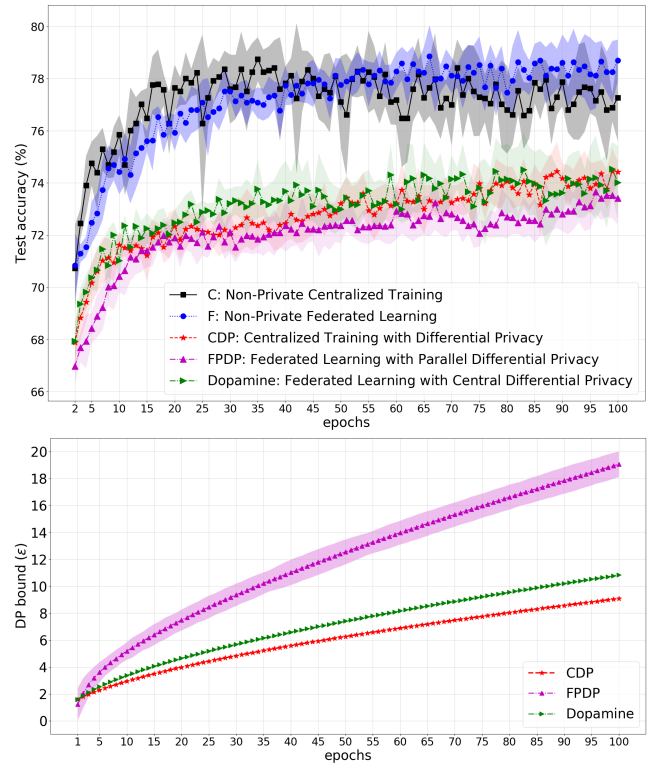 80
78
76
74
72
70
68
66
Test accuracy (%)
C: Non-Private Centralized Training
F: Non-Private Federated Learning
CDP: Centralized Training with Differential Privacy
FPDP: Federated Learning with Parallel Differential Privacy
Dopamine: Federated Learning with Central Differential Privacy
2 5 10 15 20 25 30 35 40 45 50 55 60 65 70 75 80 85 90 95 100
epochs
20
18
16
14
12
10
8
6
4
2
0
DP bound (ε)
CDP
FPDP
Dopamine
1 5 10 15 20 25 30 35 40 45 50 55 60 65 70 75 80 85 90 95 100
epochs